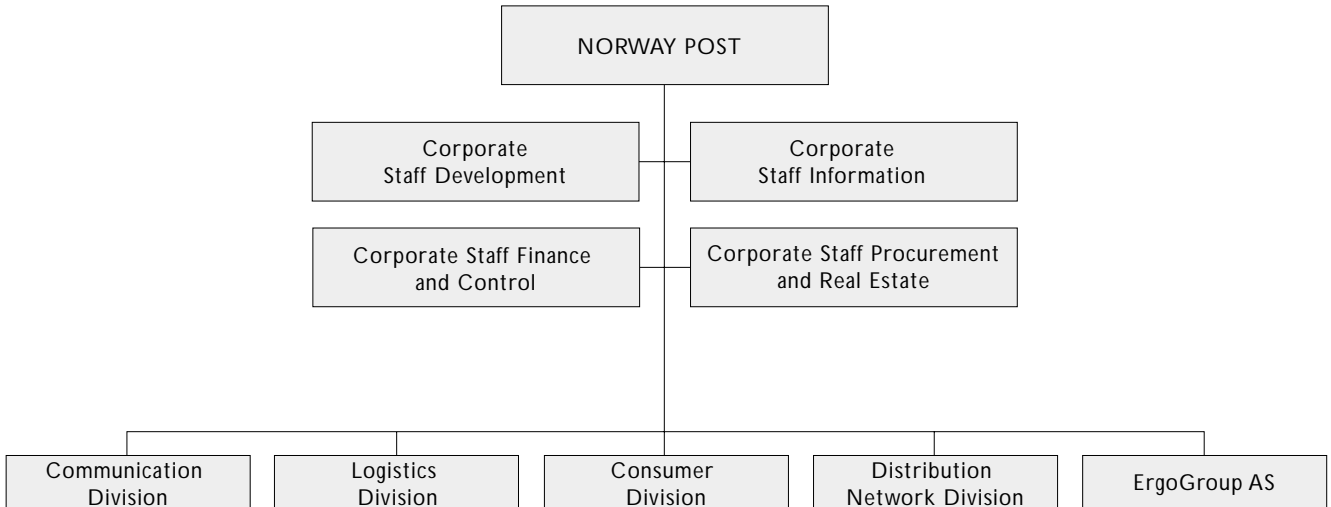 NORWAY POST
Corporate
Staff Development
Corporate
Staff Information
Corporate Staff Finance
and Control
Corporate Staff Procurement
and Real Estate
Communication
Division
Logistics
Division
Consumer
Division
Distribution
Network Division
ErgoGroup AS